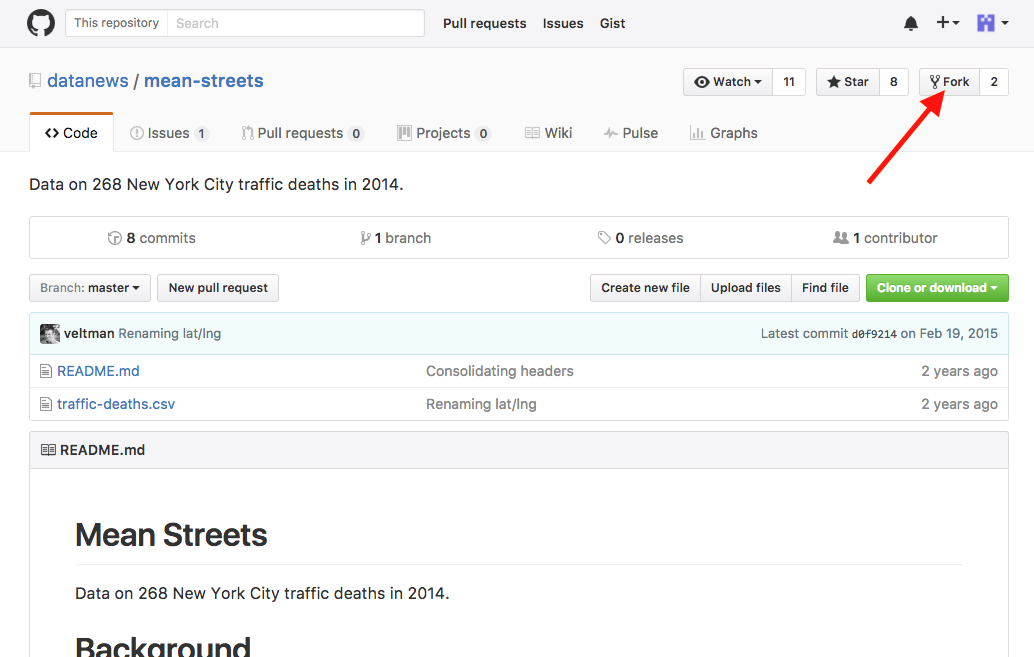 This repository Search Pull requests Issues Gist
datanews / mean-streets Watch 11 Star 8 Fork 2
Code Issues 1 Pull requests 0 Projects 0 Wiki Pulse Graphs
Data on 268 New York City traffic deaths in 2014.
8 commits 1 branch 0 releases 1 contributor
Branch: master New pull request Create new file Upload files Find file Clone or download
veltman Renaming lat/lng Latest commit d0f9214 on Feb 19, 2015
README.md Consolidating headers 2 years ago
traffic-deaths.csv Renaming lat/lng 2 years ago
README.md
Mean Streets
Data on 268 New York City traffic deaths in 2014.
Background